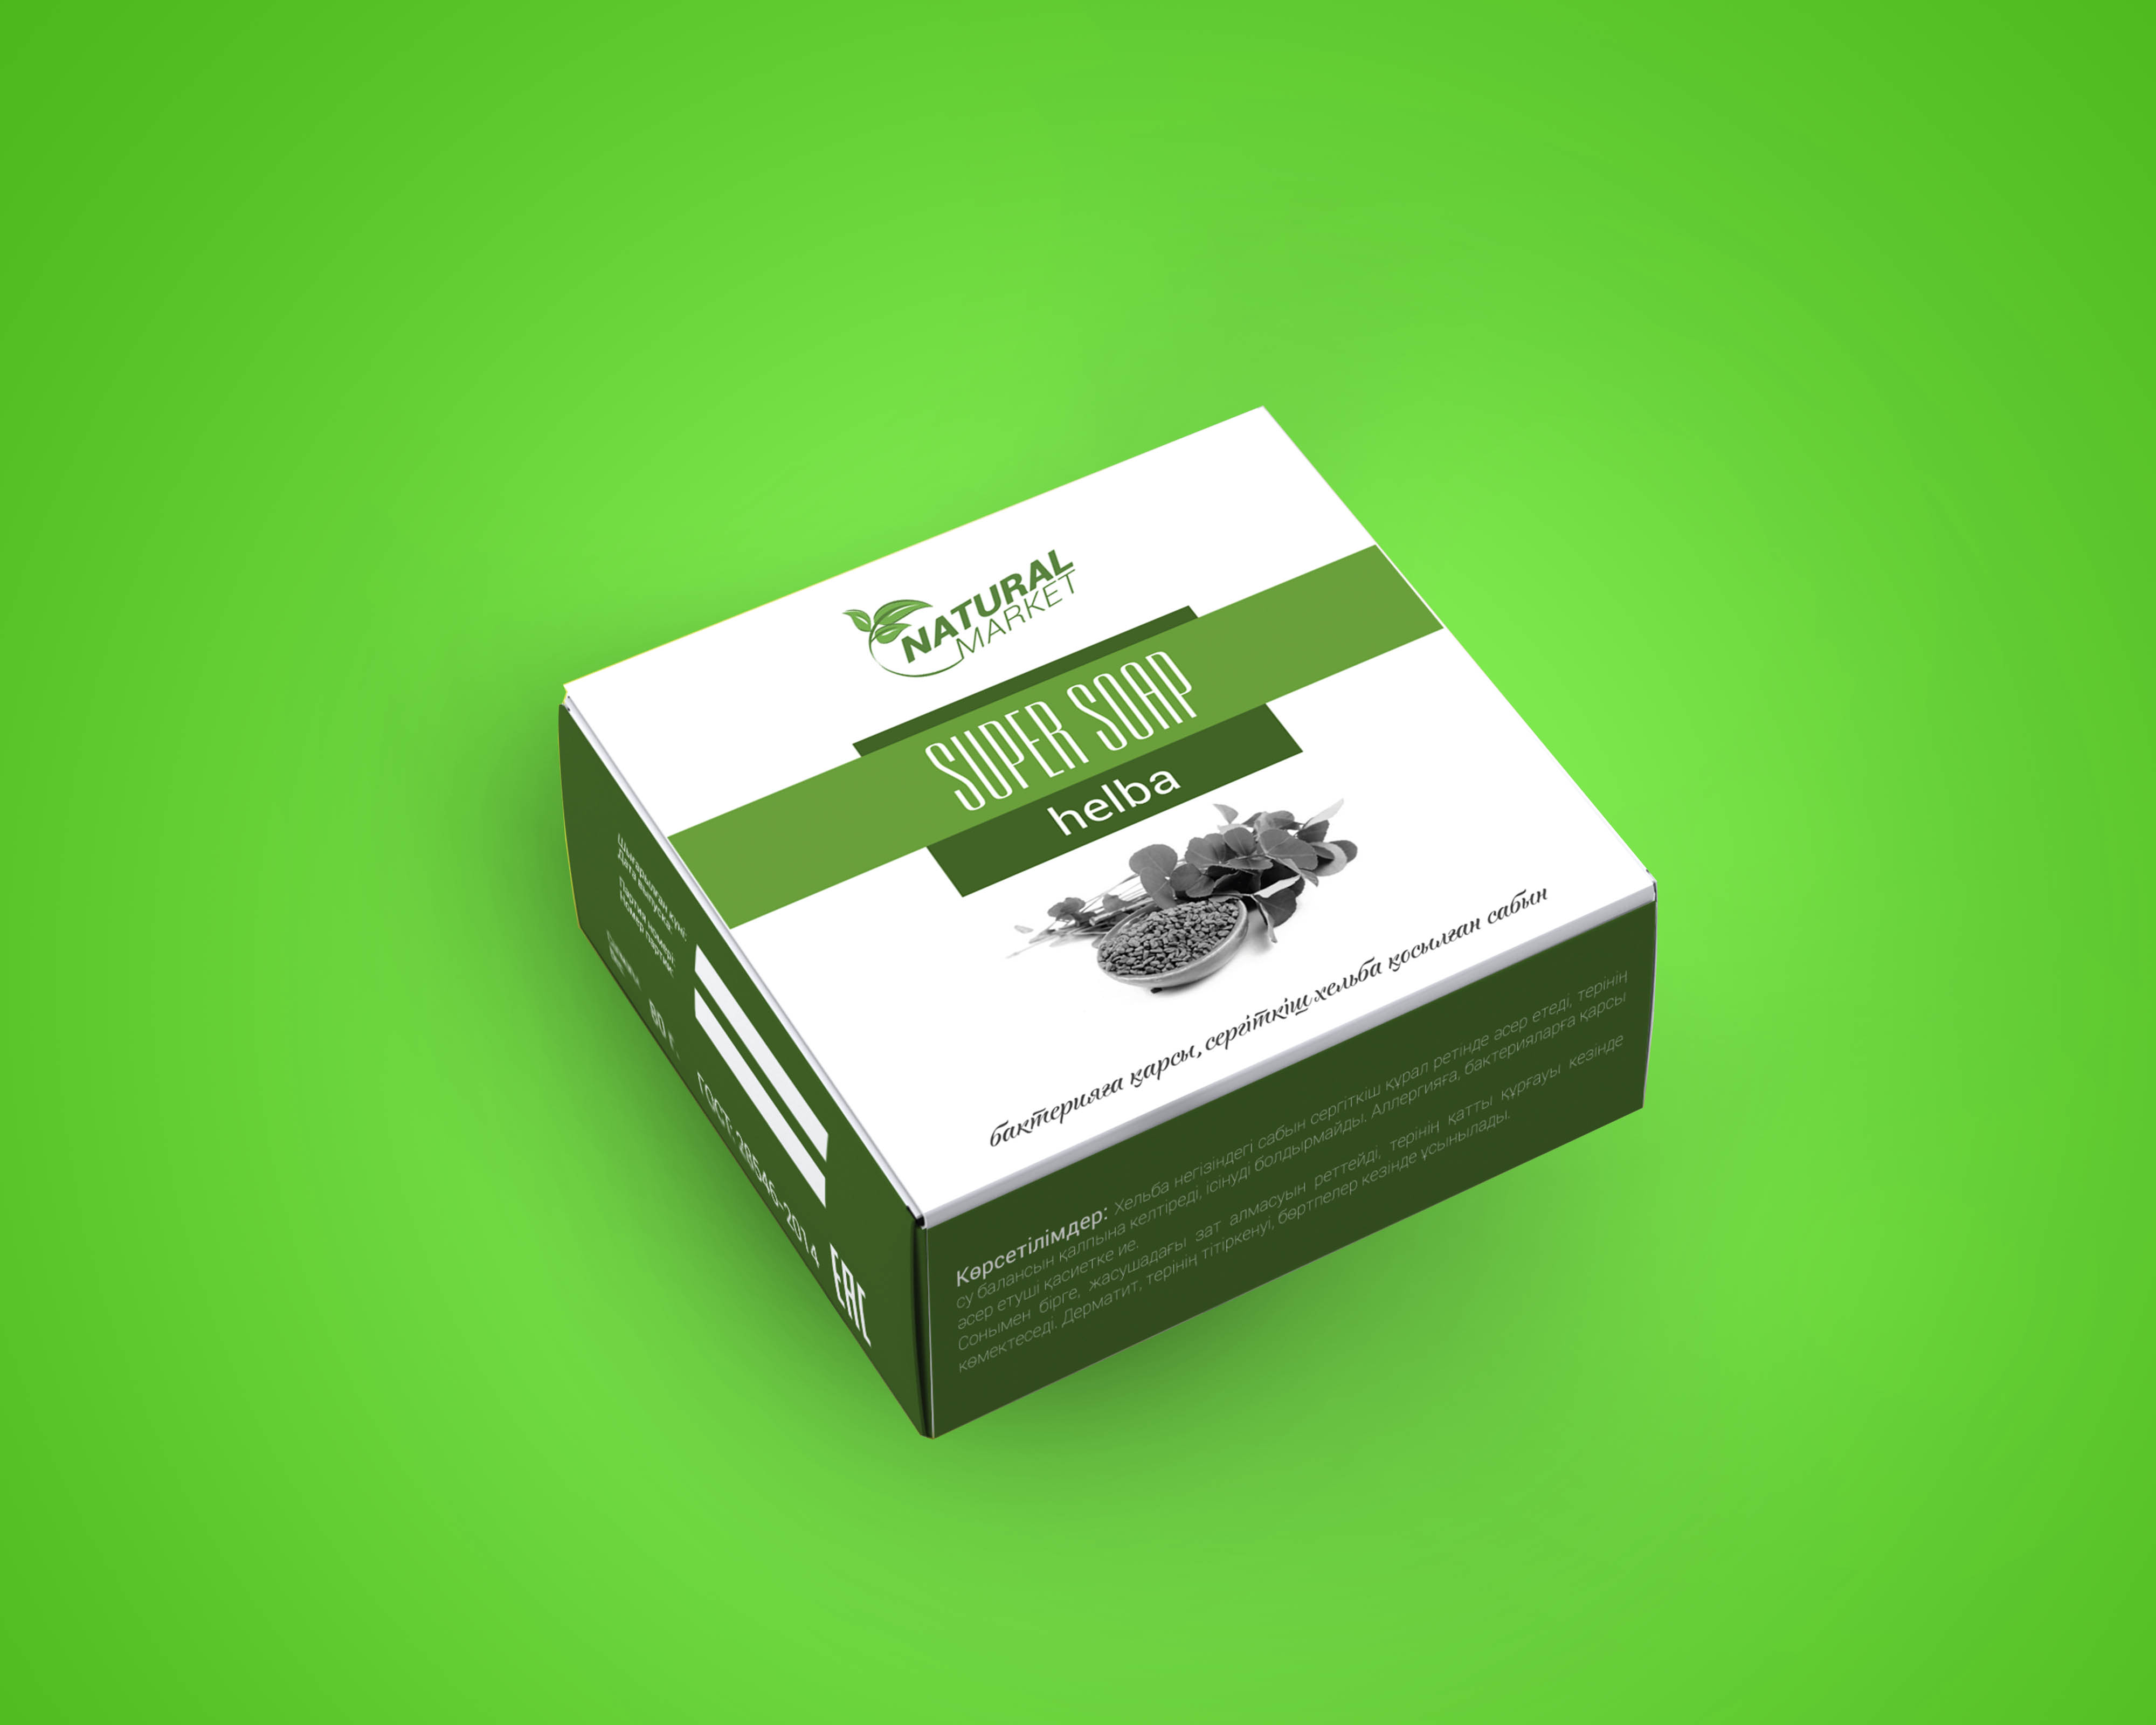 NATURAL
MARKET
SUPER SOAP
helba
бактерияға қарсы, сергіткіш хельба қосылған сабын
Көрсетілімдер: Хельба негізіндегі сабын сергіткіш құрал ретінде әсер етеді, терінің
су балансын қалпына келтіреді, ісінуді болдырмайды. Аллергияға, бактерияларға қарсы
әсер етуші қасиетке ие.
Сонымен бірге, жасушадағы зат алмасуын реттейді, терінің қатты құрғауы кезінде
көмектеседі. Дерматит, терінің тітіркенуі, бөртпелер кезінде ұсынылады.
Шығарылған күні:
Дата выпуска:
Партия номері:
Номер партии:
80 г.
ГОСТ: 28546-2014
EAC